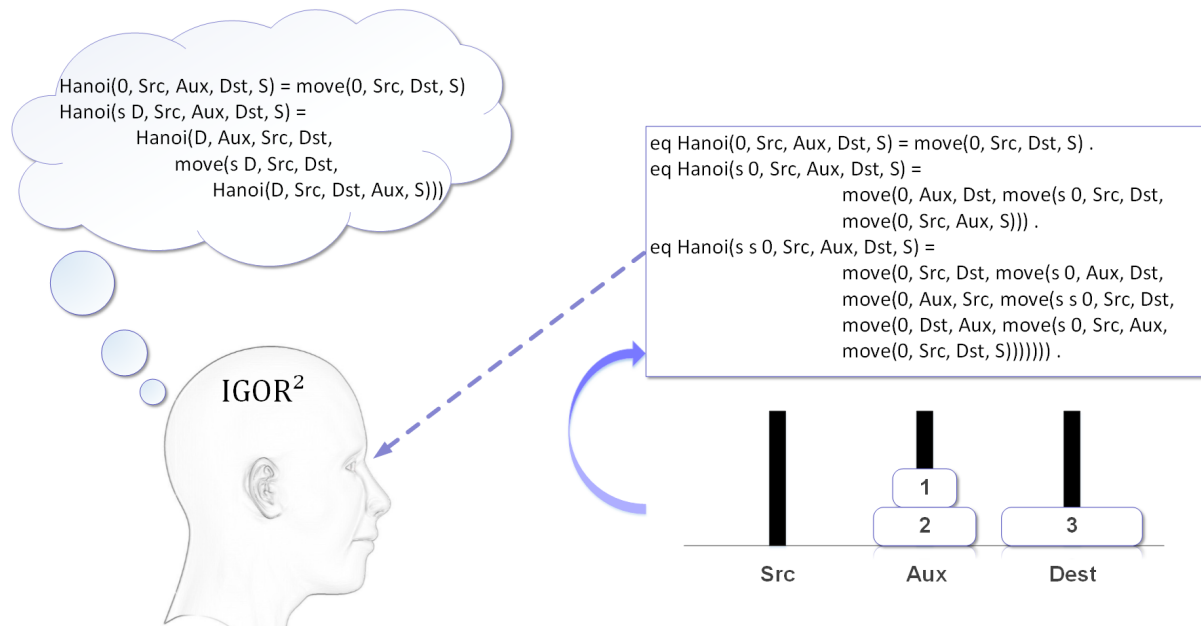 Hanoi(0, Src, Aux, Dst, S) = move(0, Src, Dst, S)
Hanoi(s D, Src, Aux, Dst, S) =
Hanoi(D, Aux, Src, Dst,
move(s D, Src, Dst,
Hanoi(D, Src, Dst, Aux, S)))
IGOR²
eq Hanoi(0, Src, Aux, Dst, S) = move(0, Src, Dst, S) .
eq Hanoi(s 0, Src, Aux, Dst, S) =
move(0, Aux, Dst, move(s 0, Src, Dst,
move(0, Src, Aux, S))) .
eq Hanoi(s s 0, Src, Aux, Dst, S) =
move(0, Src, Dst, move(s 0, Aux, Dst,
move(0, Aux, Src, move(s s 0, Src, Dst,
move(0, Dst, Aux, move(s 0, Src, Aux,
move(0, Src, Dst, S))))))) .
1
2
3
Src Aux Dest